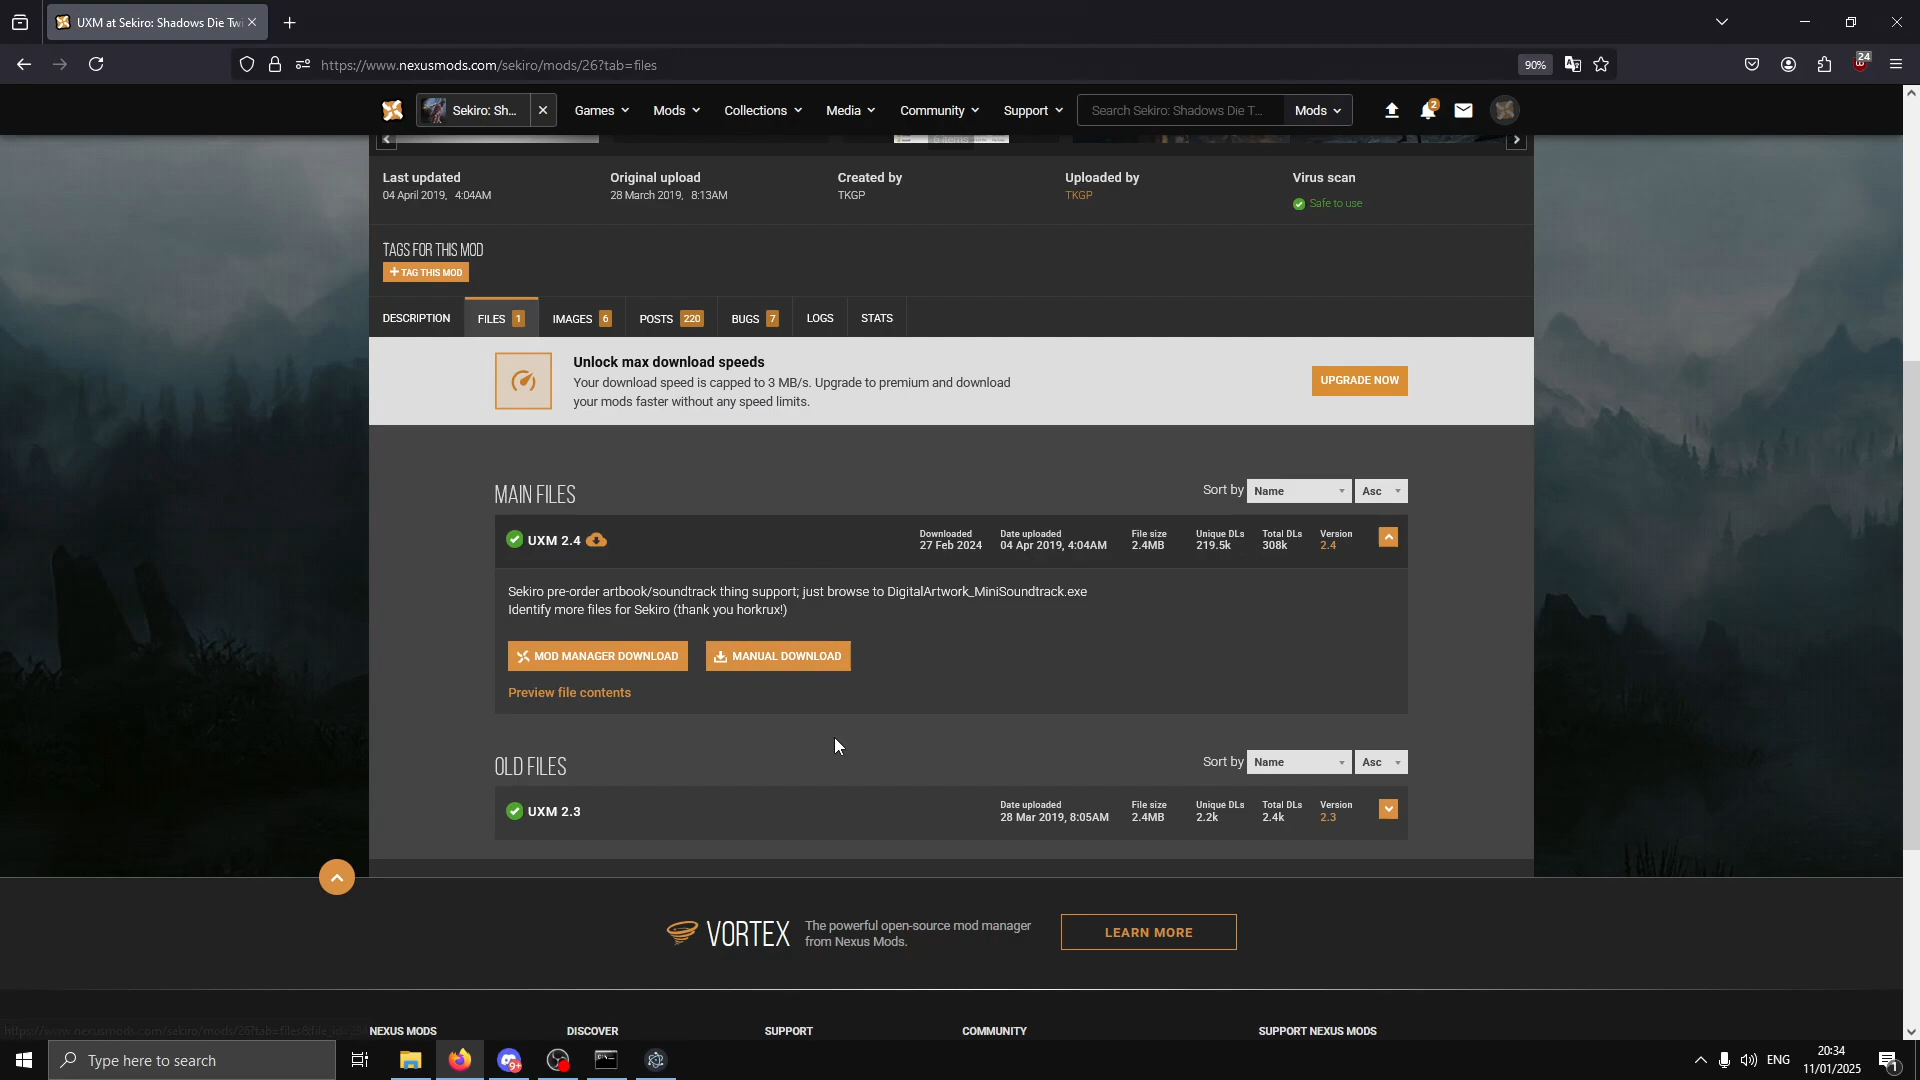 UXM at Sekiro: Shadows Die Twi
https://www.nexusmods.com/sekiro/mods/26?tab=files
90%
24
Sekiro: Sh...
Games
Mods
Collections
Media
Community
Support
Search Sekiro: Shadows Die T...
Mods
2
Last updated
04 April 2019, 4:04AM
Original upload
28 March 2019, 8:13AM
Created by
TKGP
Uploaded by
TKGP
Virus scan
Safe to use
TAGS FOR THIS MOD
+ TAG THIS MOD
DESCRIPTION
FILES 1
IMAGES 6
POSTS 220
BUGS 7
LOGS
STATS
Unlock max download speeds
Your download speed is capped to 3 MB/s. Upgrade to premium and download
your mods faster without any speed limits.
UPGRADE NOW
MAIN FILES
Sort by Name Asc
UXM 2.4
Downloaded
27 Feb 2024
Date uploaded
04 Apr 2019, 4:04AM
File size
2.4MB
Unique DLs
219.5k
Total DLs
308k
Version
2.4
Sekiro pre-order artbook/soundtrack thing support; just browse to DigitalArtwork_MiniSoundtrack.exe
Identify more files for Sekiro (thank you horkrux!)
MOD MANAGER DOWNLOAD
MANUAL DOWNLOAD
Preview file contents
OLD FILES
Sort by Name Asc
UXM 2.3
Date uploaded
28 Mar 2019, 8:05AM
File size
2.4MB
Unique DLs
2.2k
Total DLs
2.4k
Version
2.3
VORTEX
The powerful open-source mod manager
from Nexus Mods.
LEARN MORE
NEXUS MODS
DISCOVER
SUPPORT
COMMUNITY
SUPPORT NEXUS MODS
Type here to search
9+
ENG
20:34
11/01/2025
1